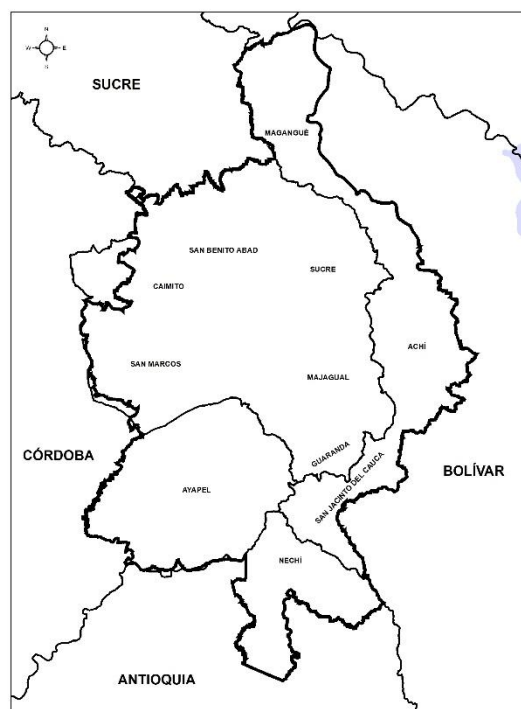 N
W E
S
SUCRE
MAGANGUÉ
SAN BENITO ABAD
SUCRE
CAIMITO
ACHÍ
SAN MARCOS
MAJAGUAL
GUARANDA
CÓRDOBA
SAN JACINTO DEL CAUCA
BOLÍVAR
AYAPEL
NECHÍ
ANTIOQUIA